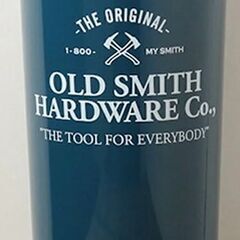 -THE ORIGINAL-
1-800- MY SMITH
OLD SMITH
HARDWARE Co.,
"THE TOOL FOR EVERYBODY"